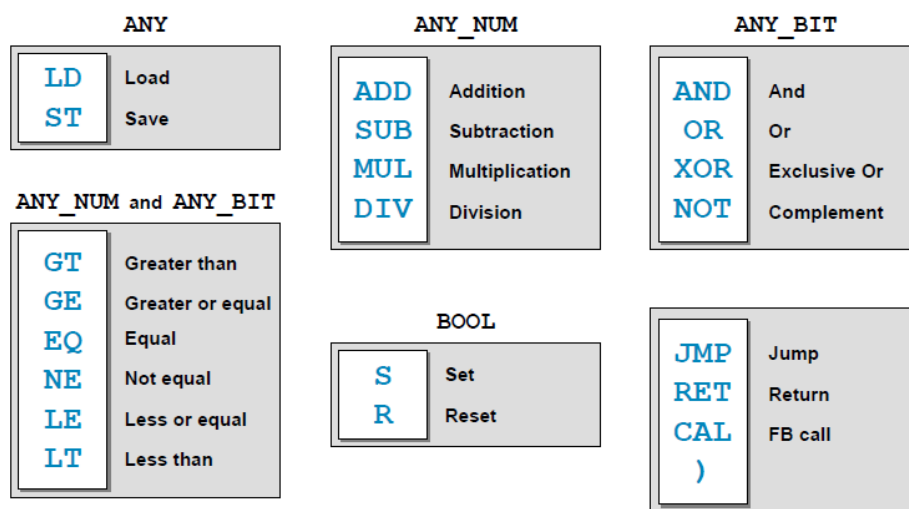 ANY
LD Load
ST Save
ANY_NUM
ADD Addition
SUB Subtraction
MUL Multiplication
DIV Division
ANY_BIT
AND And
OR Or
XOR Exclusive Or
NOT Complement
ANY_NUM and ANY_BIT
GT Greater than
GE Greater or equal
EQ Equal
NE Not equal
LE Less or equal
LT Less than
BOOL
S Set
R Reset
JMP Jump
RET Return
CAL FB call
)